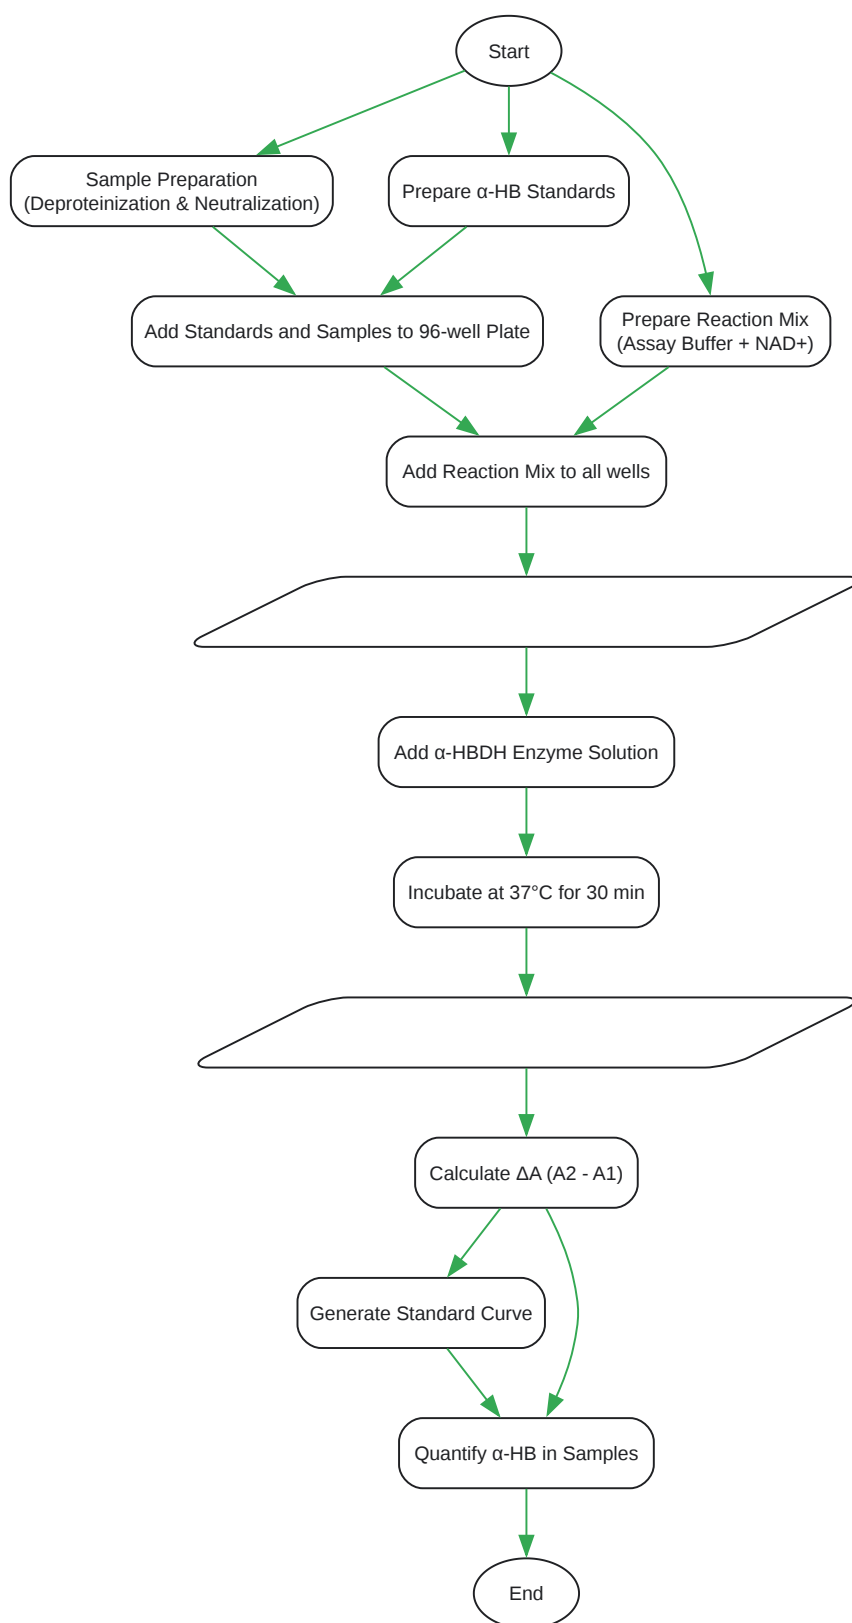 Start
Sample Preparation
(Deproteinization & Neutralization)
Prepare α-HB Standards
Add Standards and Samples to 96-well Plate
Prepare Reaction Mix
(Assay Buffer + NAD+)
Add Reaction Mix to all wells
Add α-HBDH Enzyme Solution
Incubate at 37°C for 30 min
Calculate ΔA (A2 - A1)
Generate Standard Curve
Quantify α-HB in Samples
End